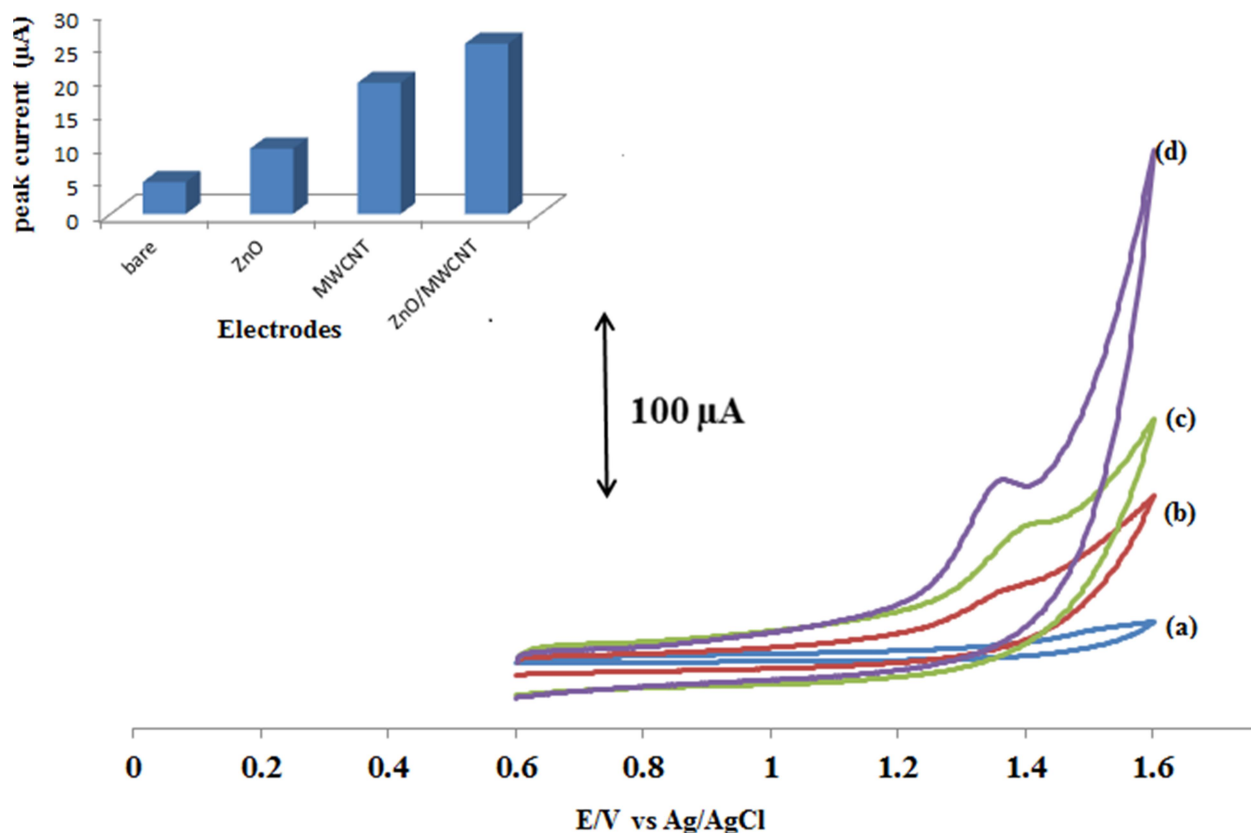 peak current (µA)
30
25
20
15
10
5
0
bare
ZnO
MWCNT
ZnO/MWCNT
Electrodes
100 µA
(d)
(c)
(b)
(a)
0 0.2 0.4 0.6 0.8 1 1.2 1.4 1.6
E/V vs Ag/AgCl